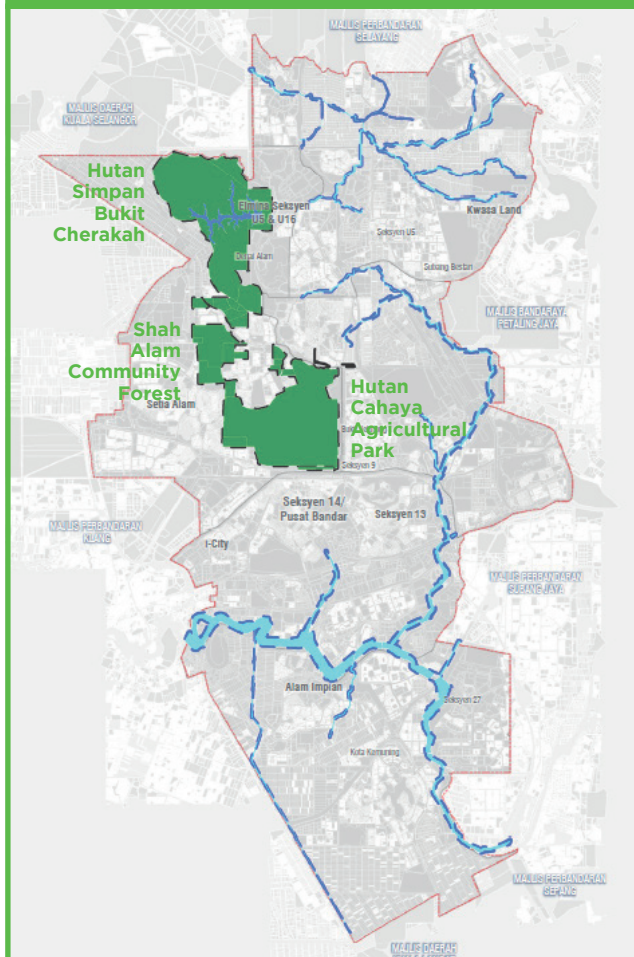 MAJLIS PERBANDARAN
SELAYANG
MAJLIS DAERAH
KUALA SELANGOR
Hutan
Simpan
Bukit
Cherakah
Elmina Seksyen
U5 & U16
Kwasa Land
Seksyen U5
Denai Alam
Subang Bestari
MAJLIS BANDARAYA
PETALING JAYA
Shah
Alam
Community
Forest
Setia Alam
Hutan
Cahaya
Agricultural
Park
Seksyen 9
Seksyen 14/
Pusat Bandar
Seksyen 13
MAJLIS PERBANDARAN
KLANG
i-City
MAJLIS PERBANDARAN
SUBANG JAYA
Alam Impian
Seksyen 27
Kota Kemuning
MAJLIS PERBANDARAN
SEPANG
MAJLIS DAERAH